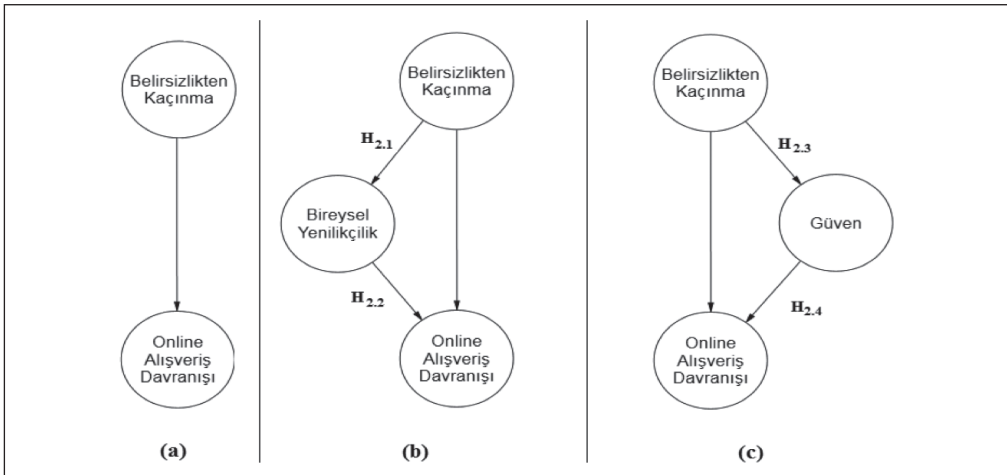 Belirsizlikten
Kaçınma
Online
Alışveriş
Davranışı
(a)
Belirsizlikten
Kaçınma
H2.1
Bireysel
Yenilikçilik
H2.2
Online
Alışveriş
Davranışı
(b)
Belirsizlikten
Kaçınma
H2.3
Güven
H2.4
Online
Alışveriş
Davranışı
(c)